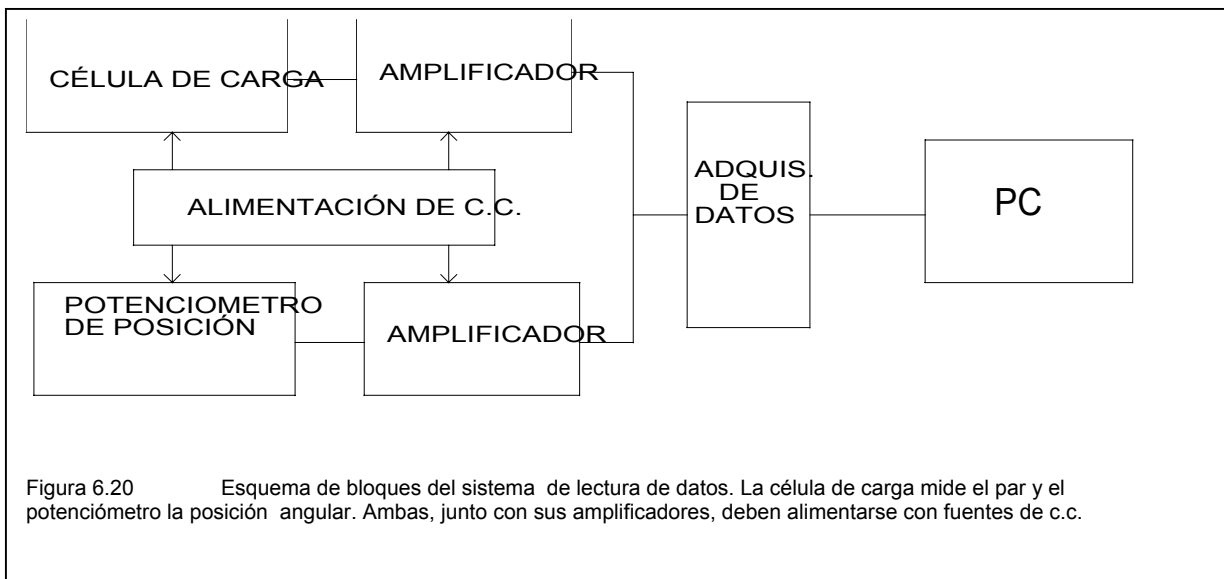 CÉLULA DE CARGA
AMPLIFICADOR
ALIMENTACIÓN DE C.C.
POTENCIOMETRO
DE POSICIÓN
AMPLIFICADOR
ADQUIS.
DE
DATOS
PC
Figura 6.20 Esquema de bloques del sistema de lectura de datos. La célula de carga mide el par y el
potenciómetro la posición angular. Ambas, junto con sus amplificadores, deben alimentarse con fuentes de c.c.